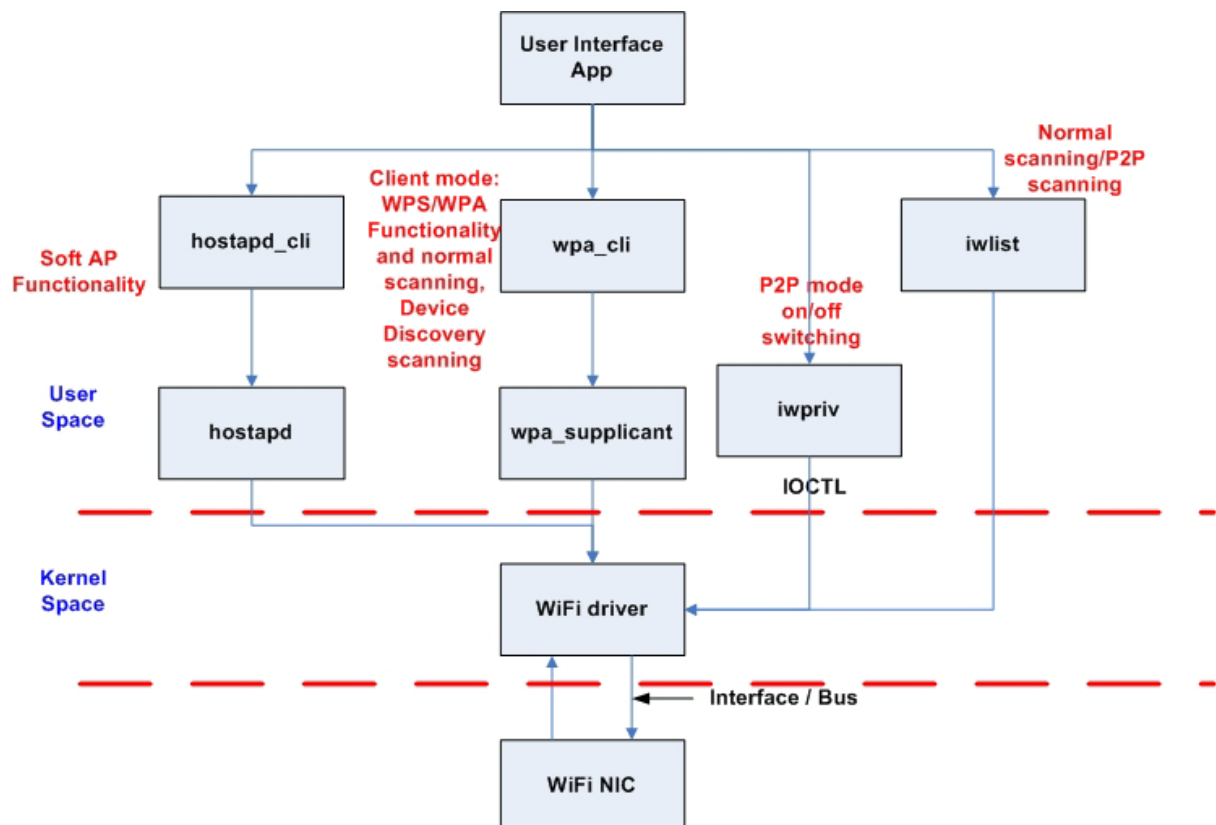 User Interface
App
Normal
scanning/P2P
scanning
Client mode:
WPS/WPA
Functionality
and normal
scanning,
Device
Discovery
scanning
hostapd_cli
wpa_cli
iwlist
Soft AP
Functionality
P2P mode
on/off
switching
User
Space
hostapd
wpa_supplicant
iwpriv
IOCTL
Kernel
Space
WiFi driver
Interface / Bus
WiFi NIC